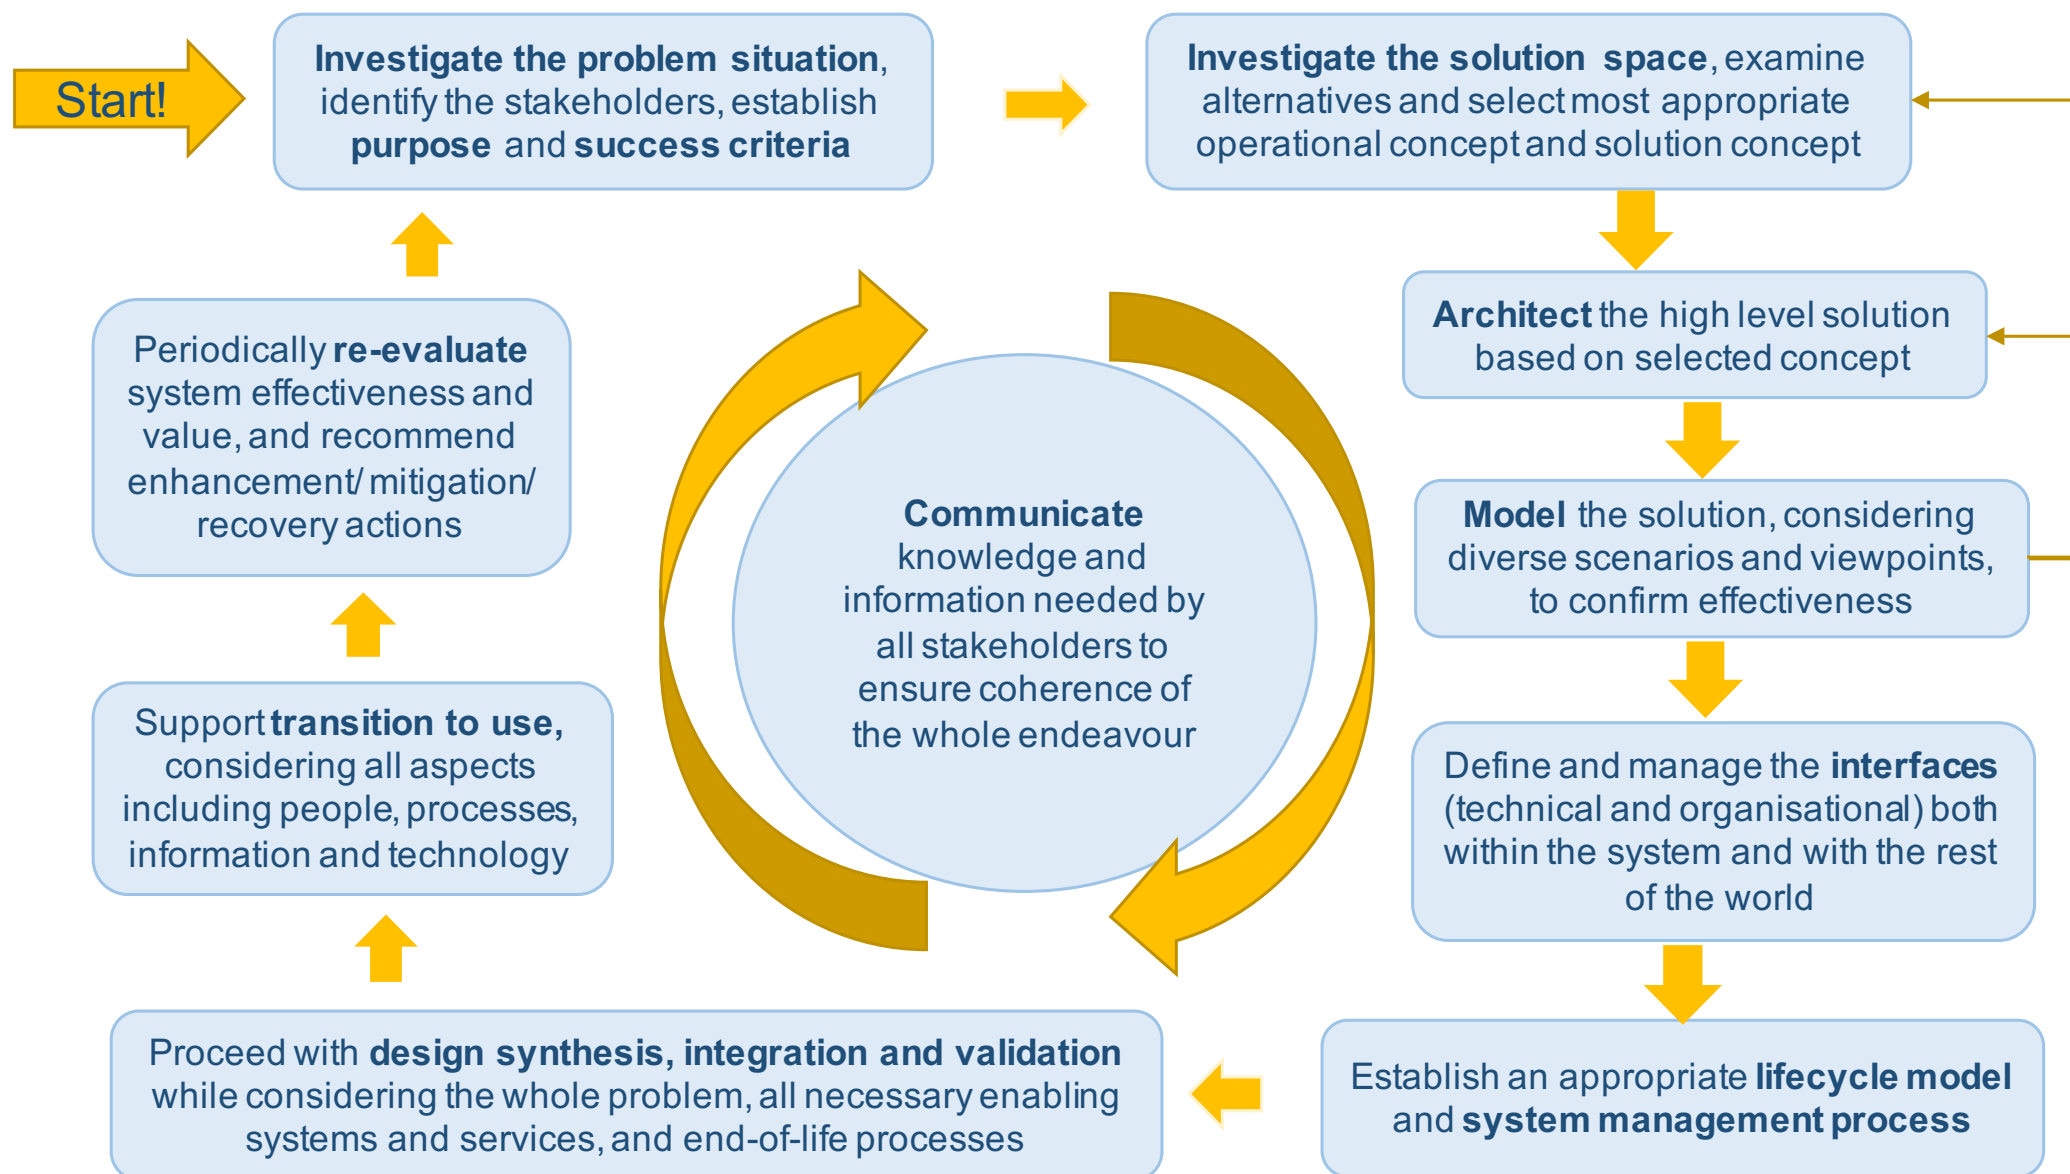 Start!
Investigate the problem situation,
identify the stakeholders, establish
purpose and success criteria
Investigate the solution space, examine
alternatives and select most appropriate
operational concept and solution concept
Architect the high level solution
based on selected concept
Model the solution, considering
diverse scenarios and viewpoints,
to confirm effectiveness
Define and manage the interfaces
(technical and organisational) both
within the system and with the rest
of the world
Establish an appropriate lifecycle model
and system management process
Proceed with design synthesis, integration and validation
while considering the whole problem, all necessary enabling
systems and services, and end-of-life processes
Support transition to use,
considering all aspects
including people, processes,
information and technology
Periodically re-evaluate
system effectiveness and
value, and recommend
enhancement/ mitigation/
recovery actions
Communicate
knowledge and
information needed by
all stakeholders to
ensure coherence of
the whole endeavour